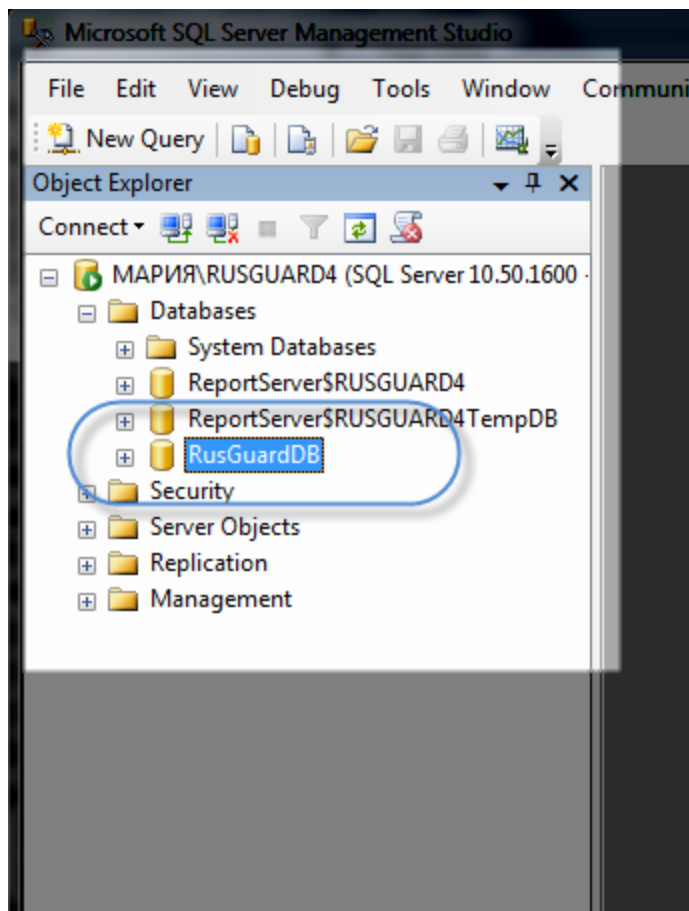 Microsoft SQL Server Management Studio
File Edit View Debug Tools Window Communi
New Query
Object Explorer
Connect
МАРИЯ\RUSGUARD4 (SQL Server 10.50.1600 -
Databases
System Databases
ReportServer$RUSGUARD4
ReportServer$RUSGUARD4TempDB
RusGuardDB
Security
Server Objects
Replication
Management